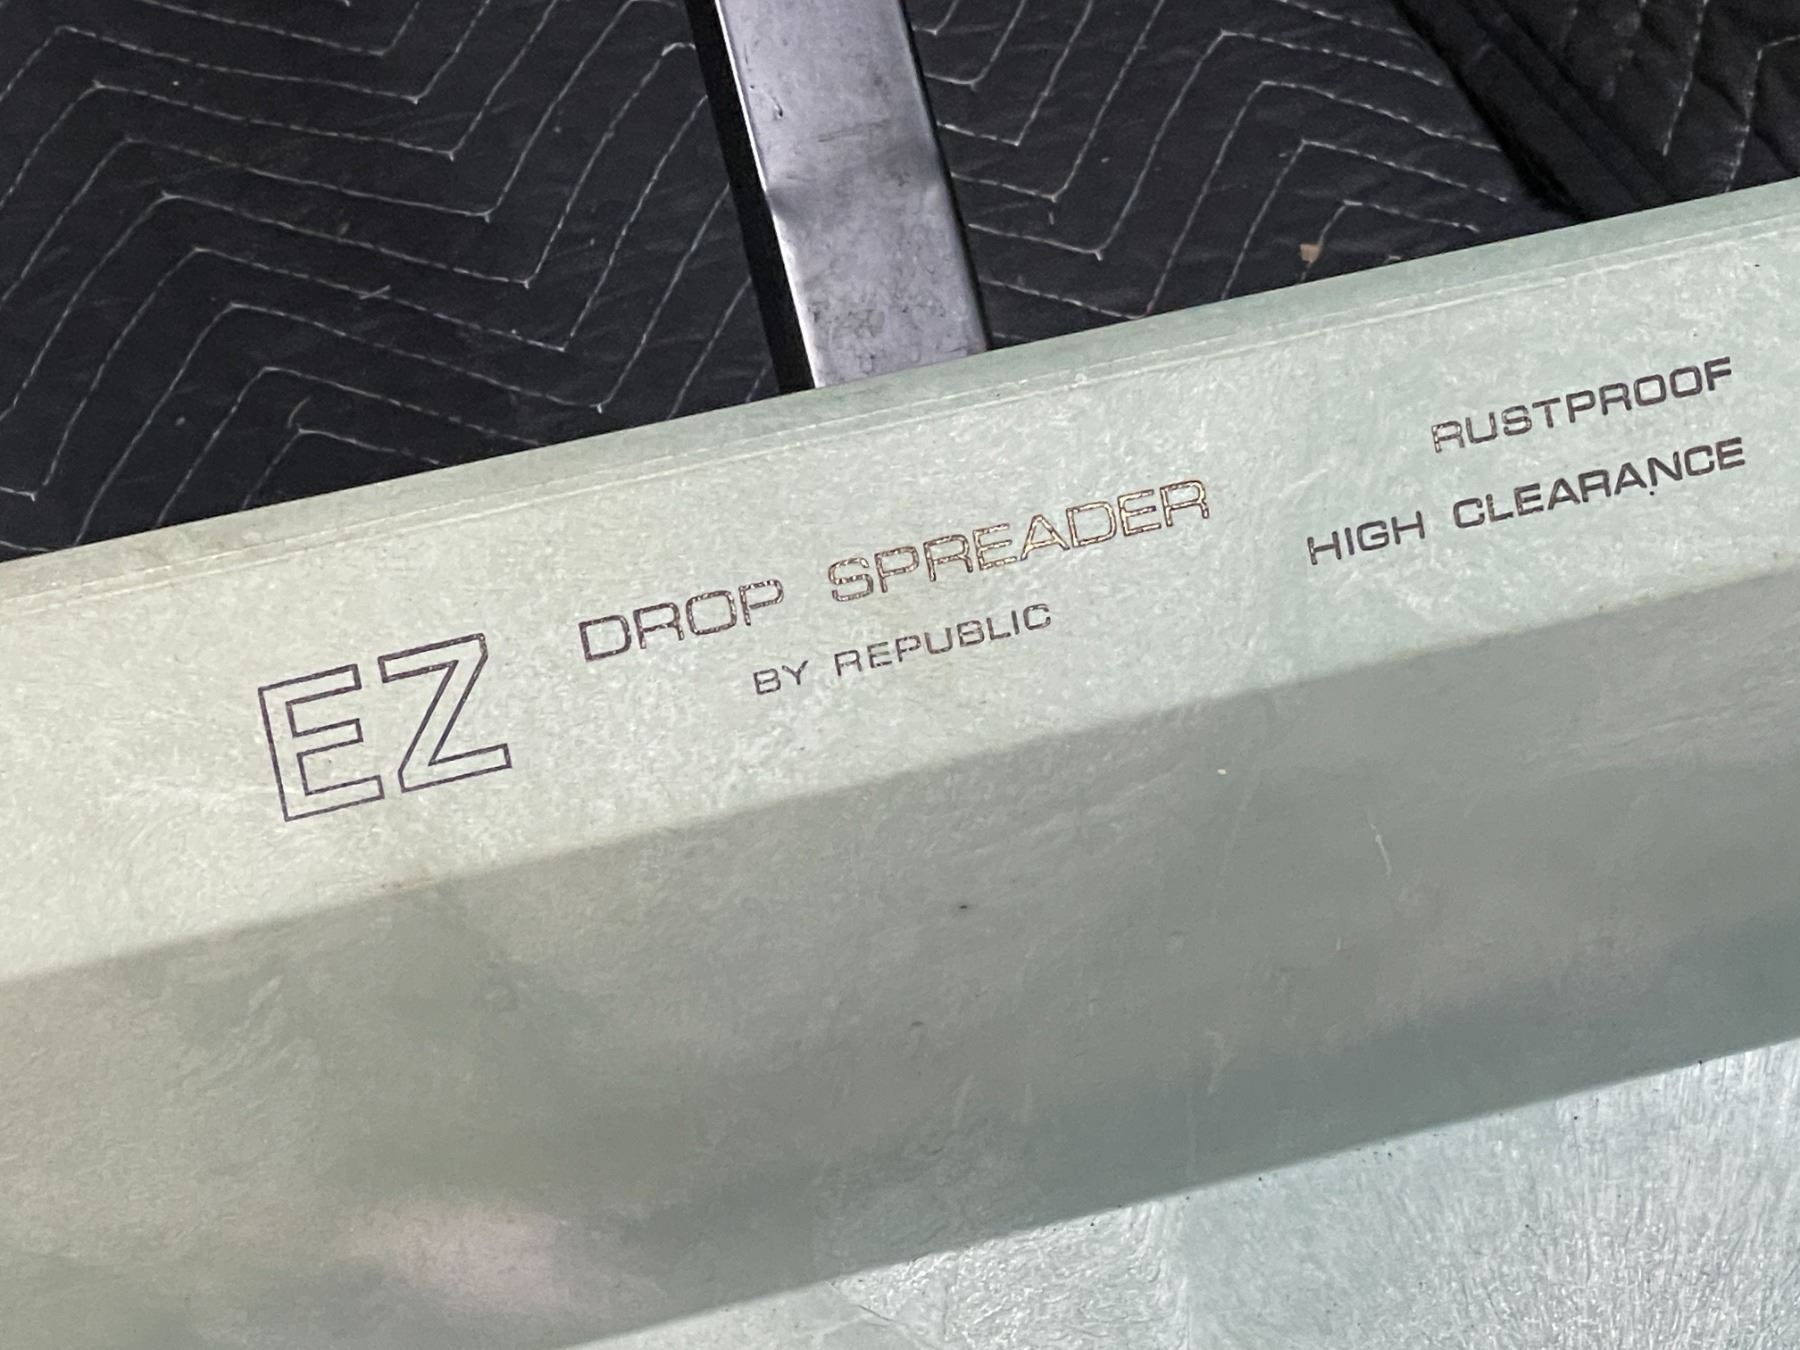 EZ
DROP SPREADER
BY REPUBLIC
RUSTPROOF
HIGH CLEARANCE